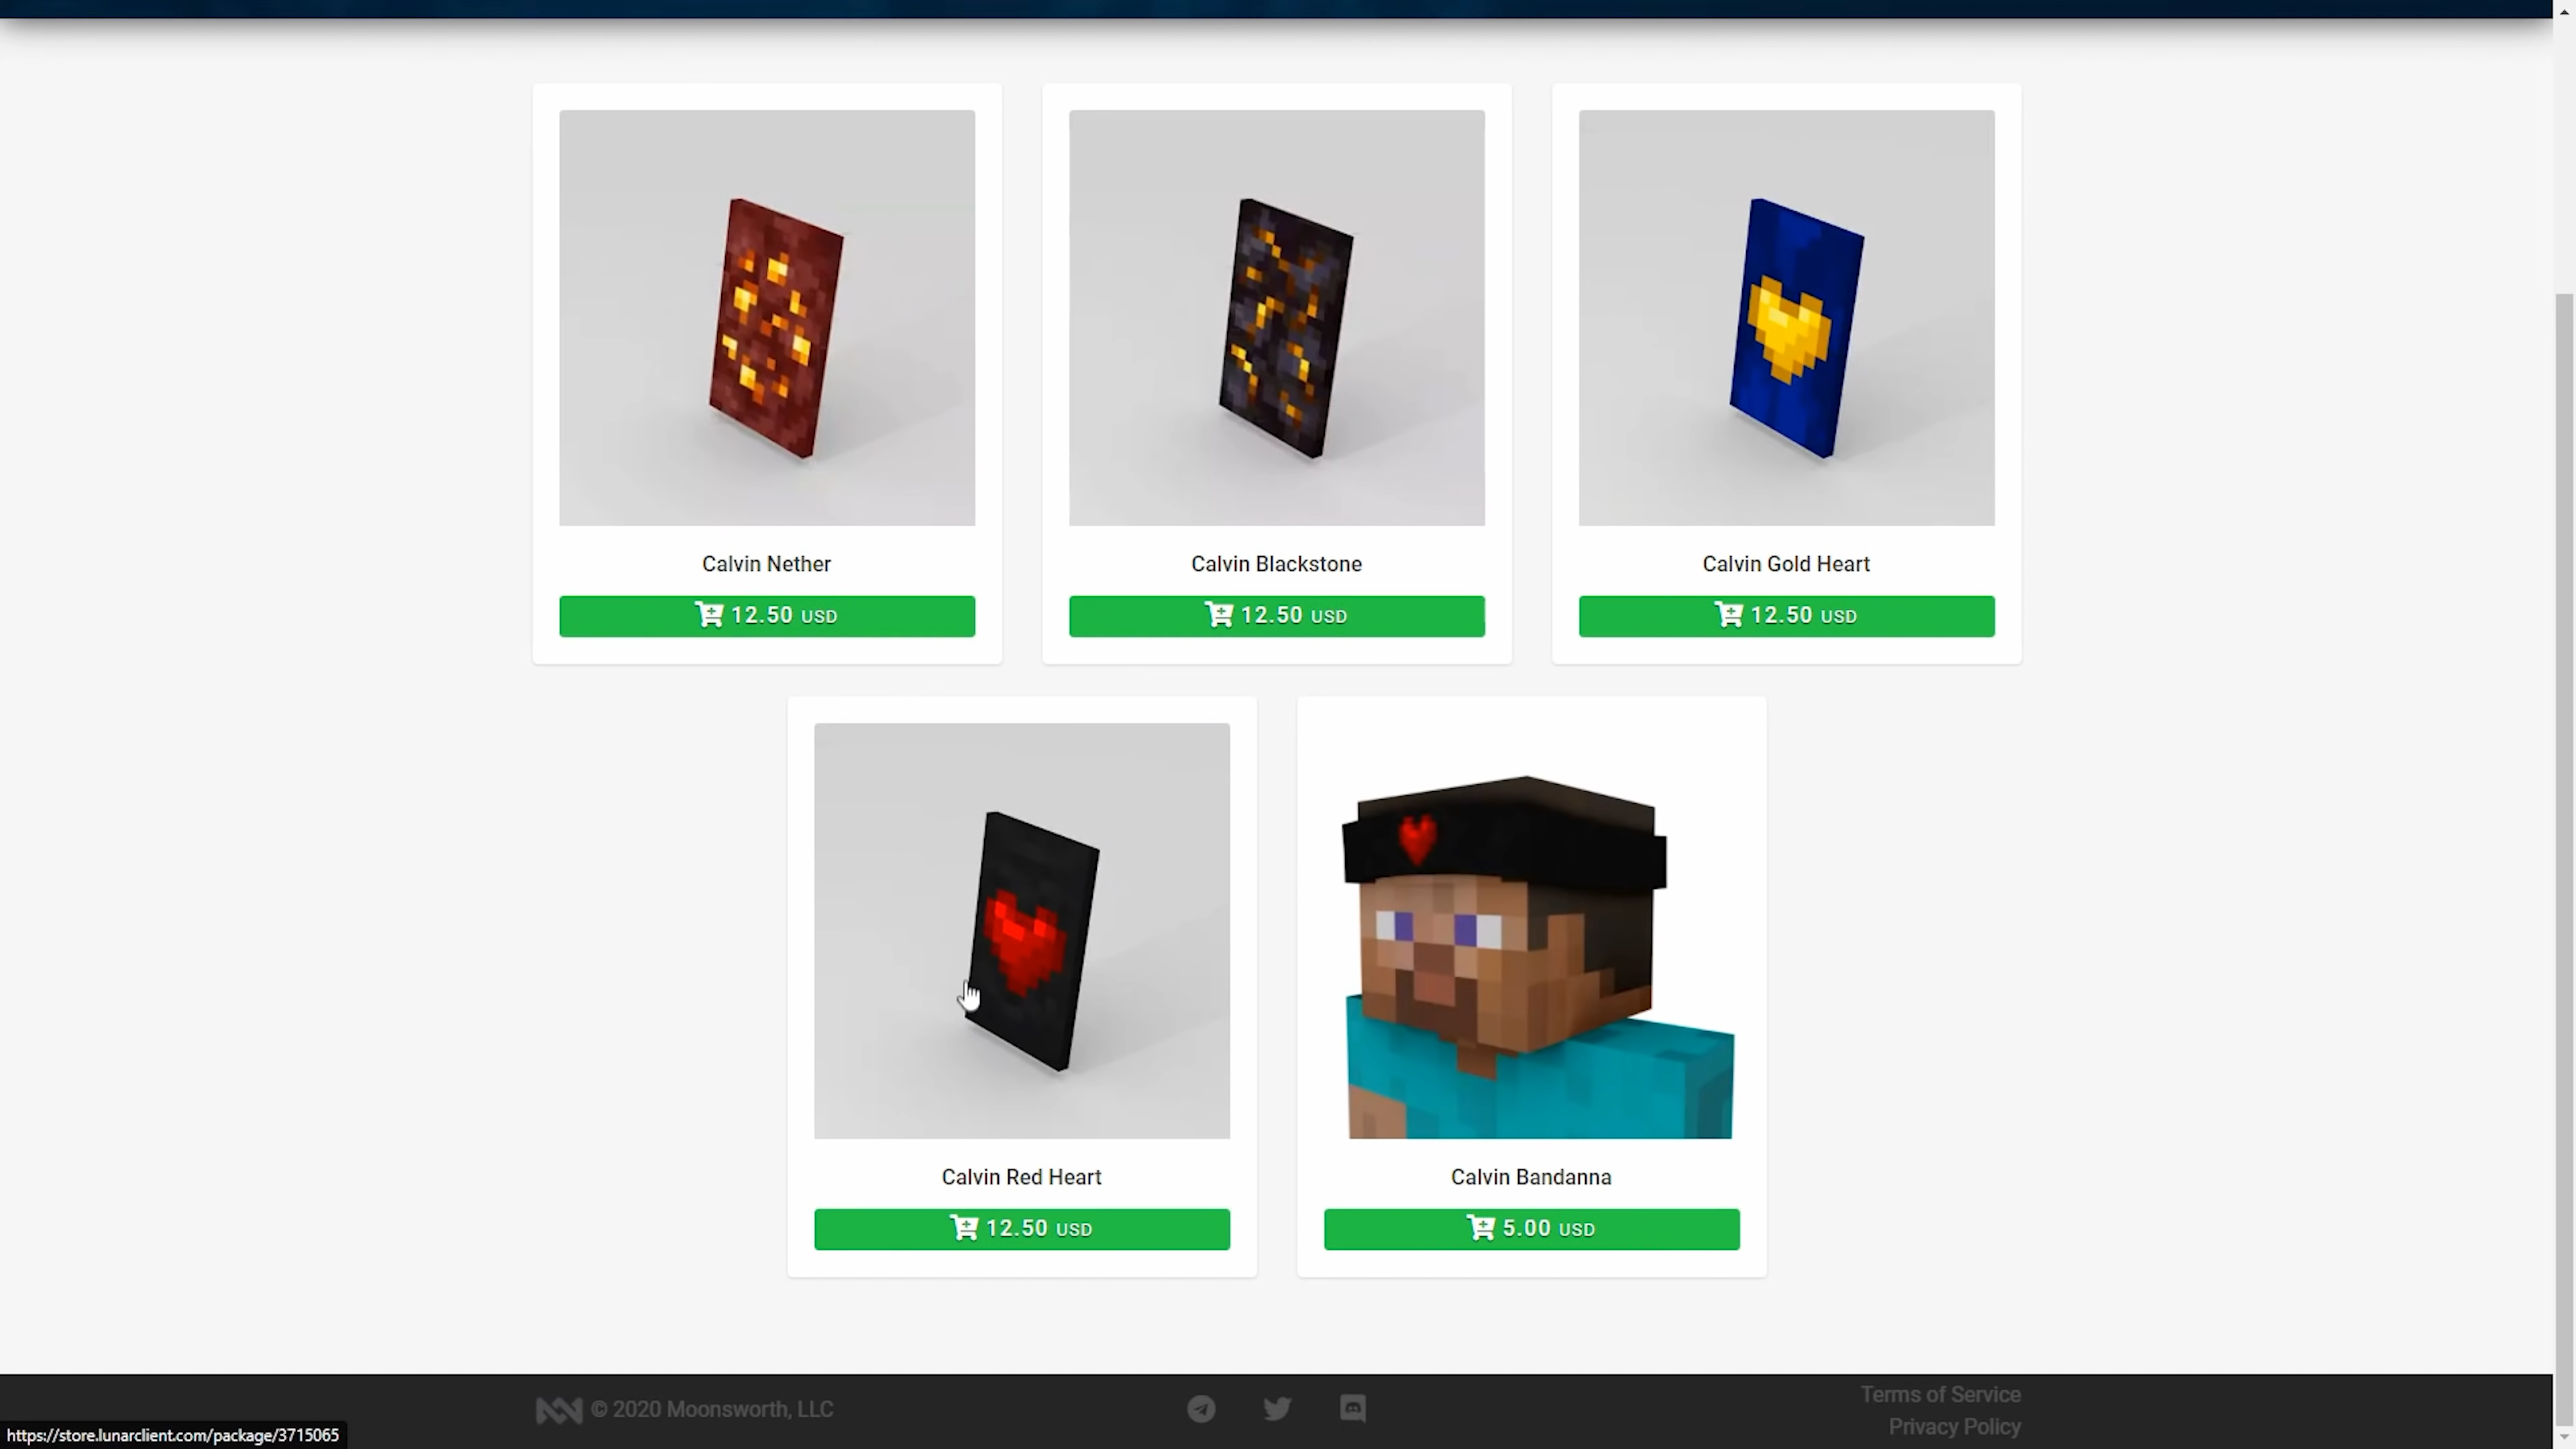 Calvin Nether
12.50 USD
Calvin Blackstone
12.50 USD
Calvin Gold Heart
12.50 USD
Calvin Red Heart
12.50 USD
Calvin Bandanna
5.00 USD
© 2020 Moonsworth, LLC
Terms of Service
Privacy Policy
https://store.lunarclient.com/package/3715065